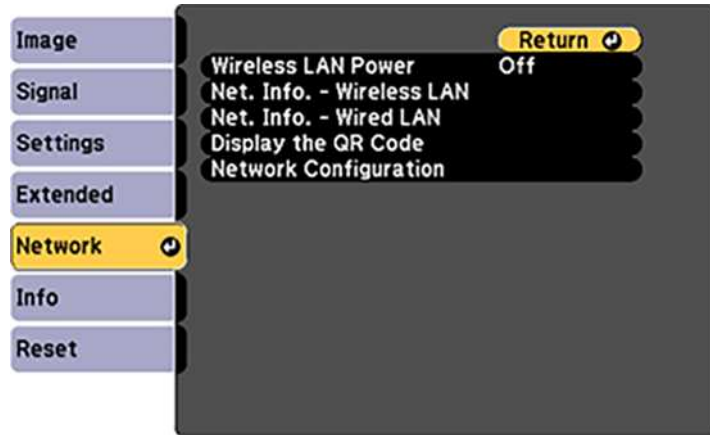 Image
Signal
Settings
Extended
Network
Info
Reset
Return
Wireless LAN Power Off
Net. Info. - Wireless LAN
Net. Info. - Wired LAN
Display the QR Code
Network Configuration